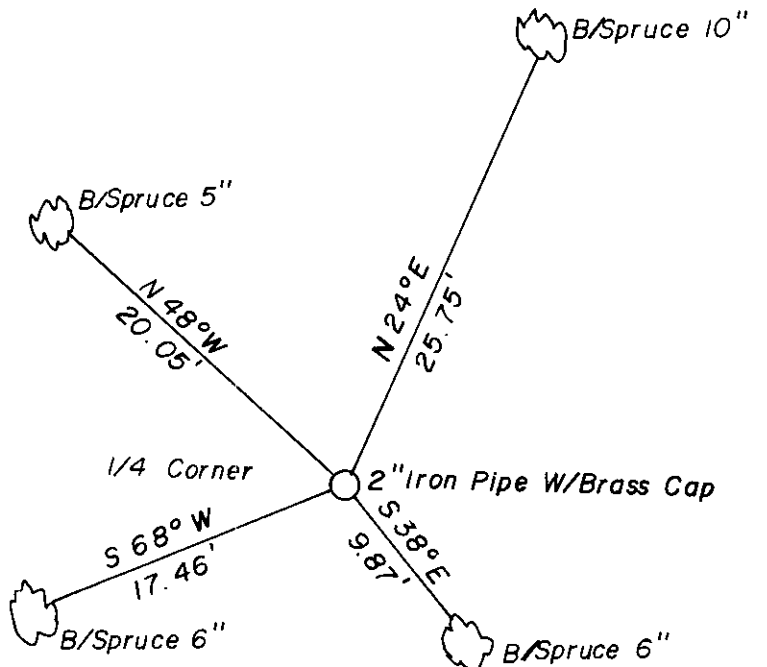 B/Spruce 10"
B/Spruce 5"
N 48° W
20.05'
N 24° E
25.75'
1/4 Corner
2" Iron Pipe W/Brass Cap
S 68° W
17.46'
S 38° E
9.87'
B/Spruce 6"
B/Spruce 6"